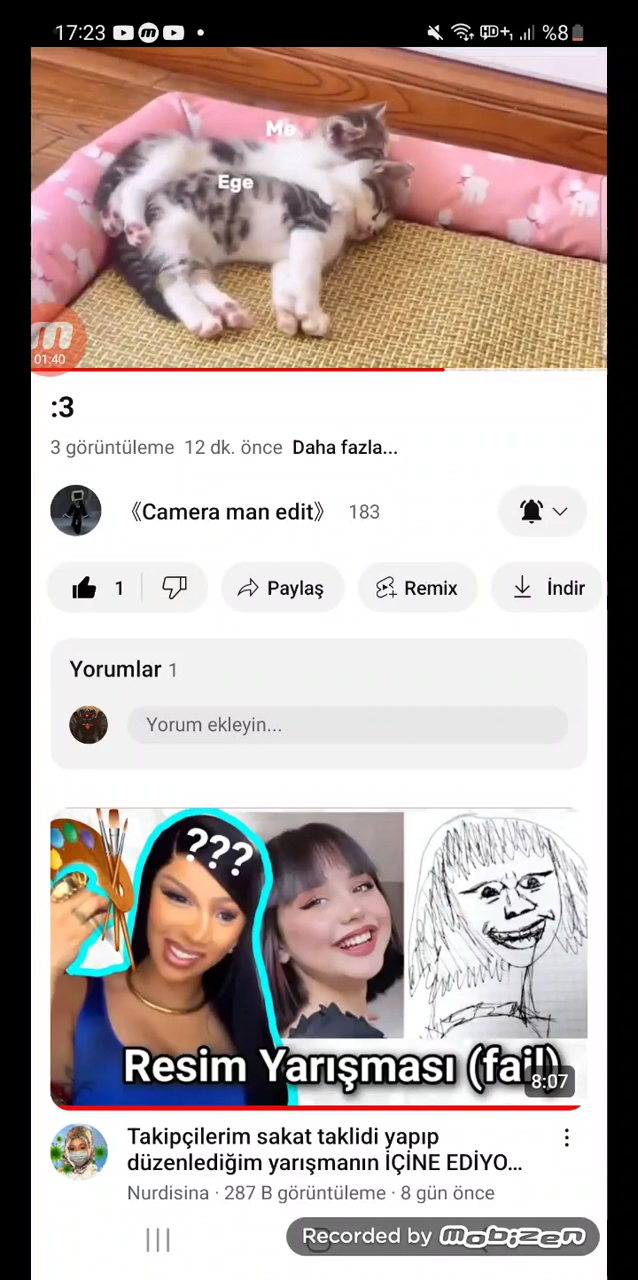 17:23
HD+
%8
Me
Ege
01:40
:3
3 görüntüleme 12 dk. önce Daha fazla...
《Camera man edit》 183
1
Paylaş
Remix
İndir
Yorumlar 1
Yorum ekleyin...
???
Resim Yarışması (fail)
8:07
Takipçilerim sakat taklidi yapıp
düzenlediğim yarışmanın İÇİNE EDİYO...
Nurdisina · 287 B görüntüleme · 8 gün önce
Recorded by mobizen